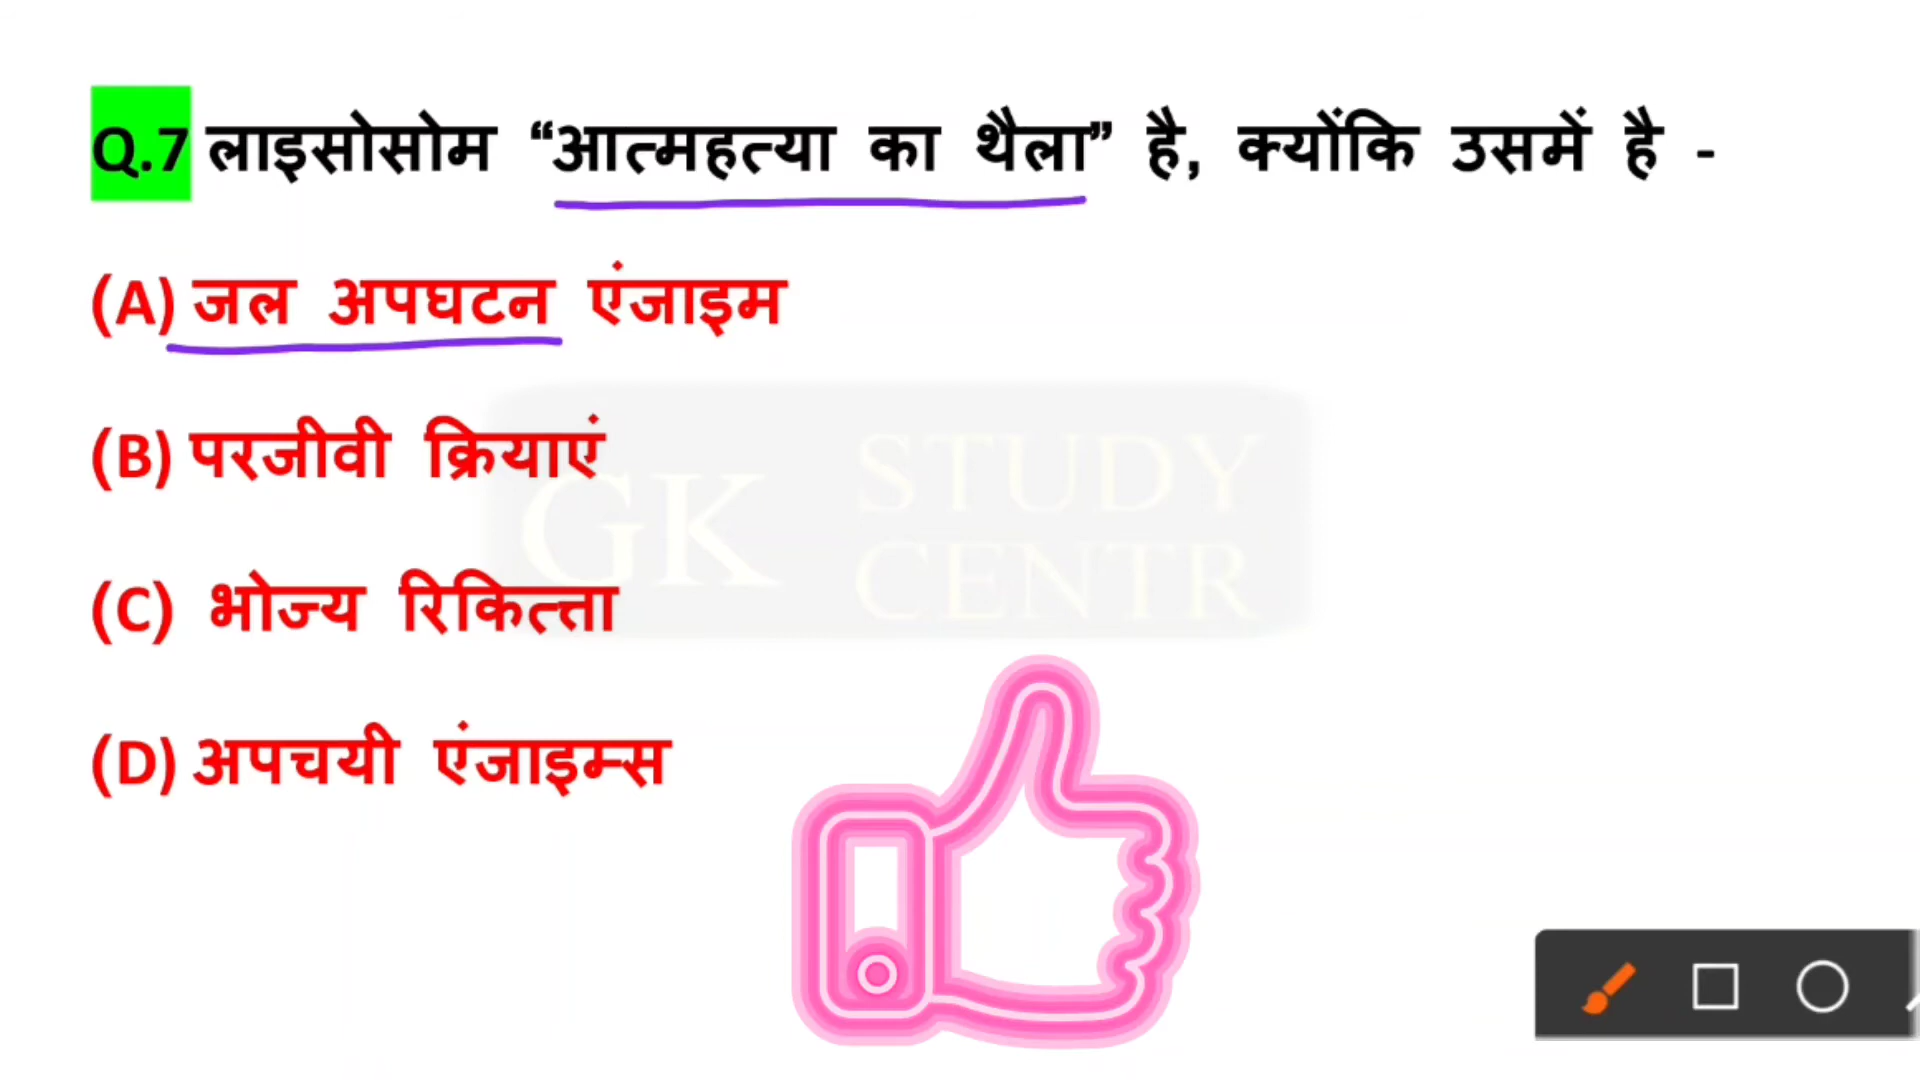 Q.7 लाइसोसोम “आत्महत्या का थैला” है, क्योंकि उसमें है -
(A) जल अपघटन एंजाइम
(B) परजीवी क्रियाएं
(C) भोज्य रिकित्ता
(D) अपचयी एंजाइम्स
GK STUDY
CENTR